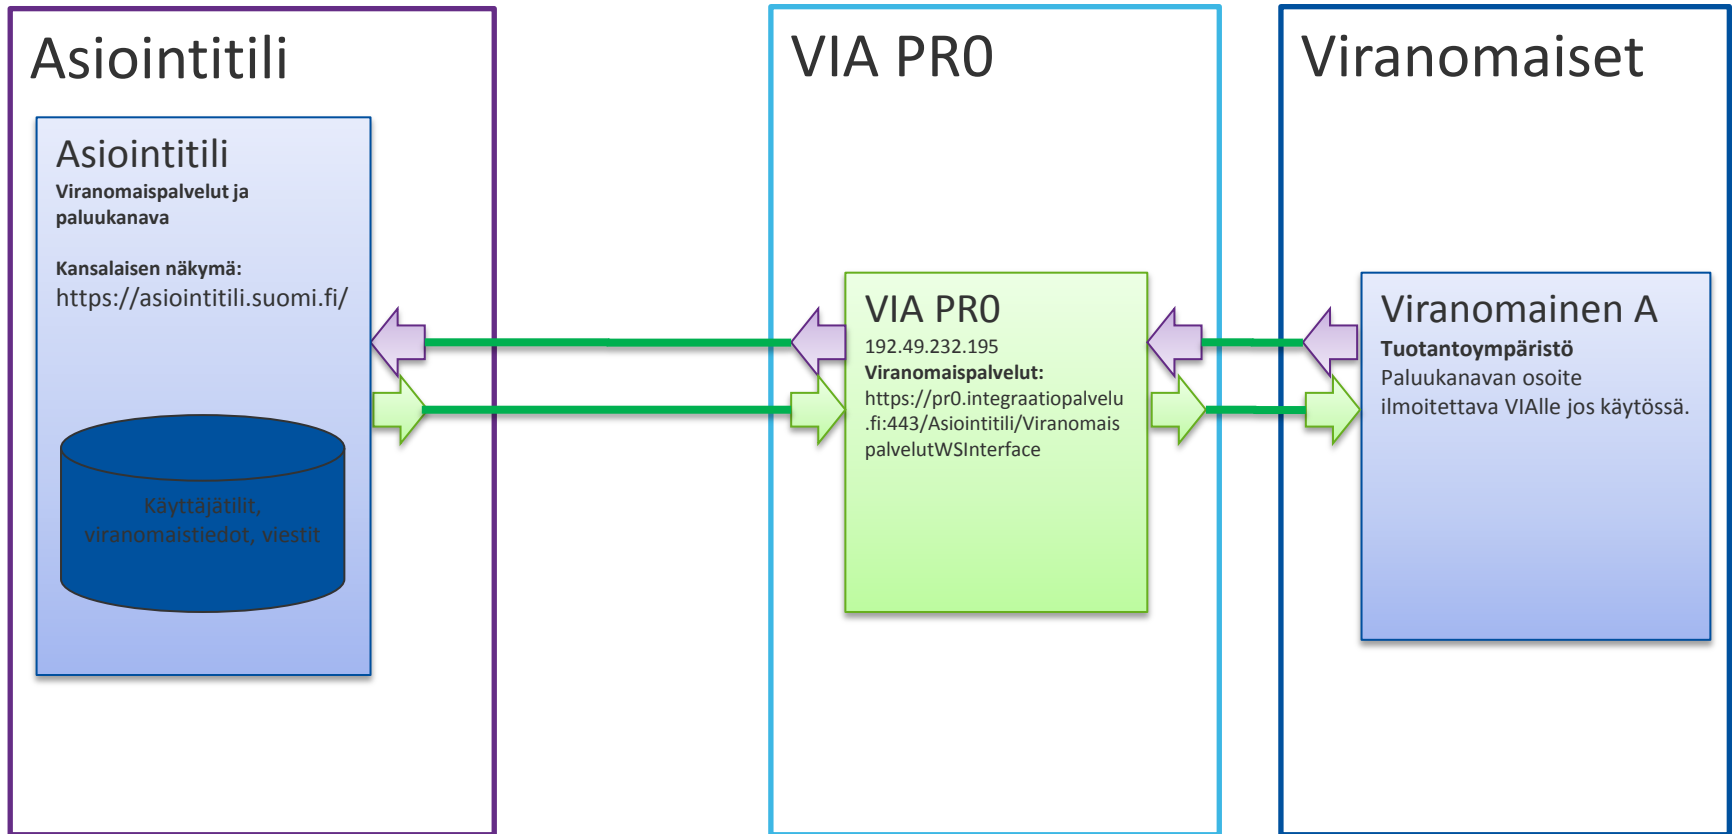 Asiointitili
Asiointitili
Viranomaispalvelut ja
paluukanava
Kansalaisen näkymä:
https://asiointitili.suomi.fi/
Käyttäjätilit,
viranomaistiedot, viestit
VIA PR0
VIA PR0
192.49.232.195
Viranomaispalvelut:
https://pr0.integraatiopalvelu
.fi:443/Asiointitili/Viranomais
palvelutWSInterface
Viranomaiset
Viranomainen A
Tuotantoympäristö
Paluukanavan osoite
ilmoitettava VIAlle jos käytössä.